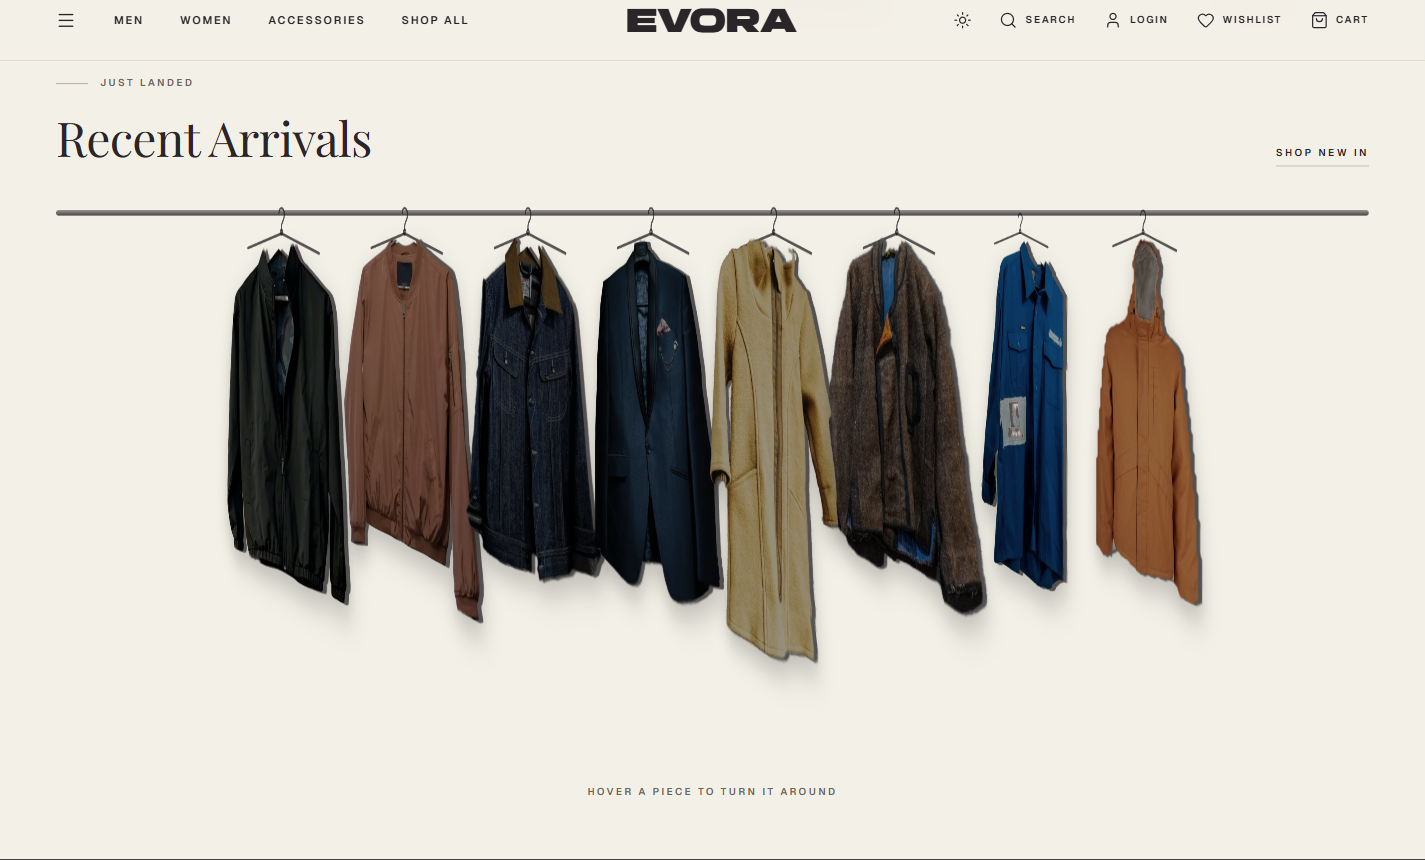 MEN
WOMEN
ACCESSORIES
SHOP ALL
EVORA
SEARCH
LOGIN
WISHLIST
CART
JUST LANDED
Recent Arrivals
SHOP NEW IN
HOVER A PIECE TO TURN IT AROUND